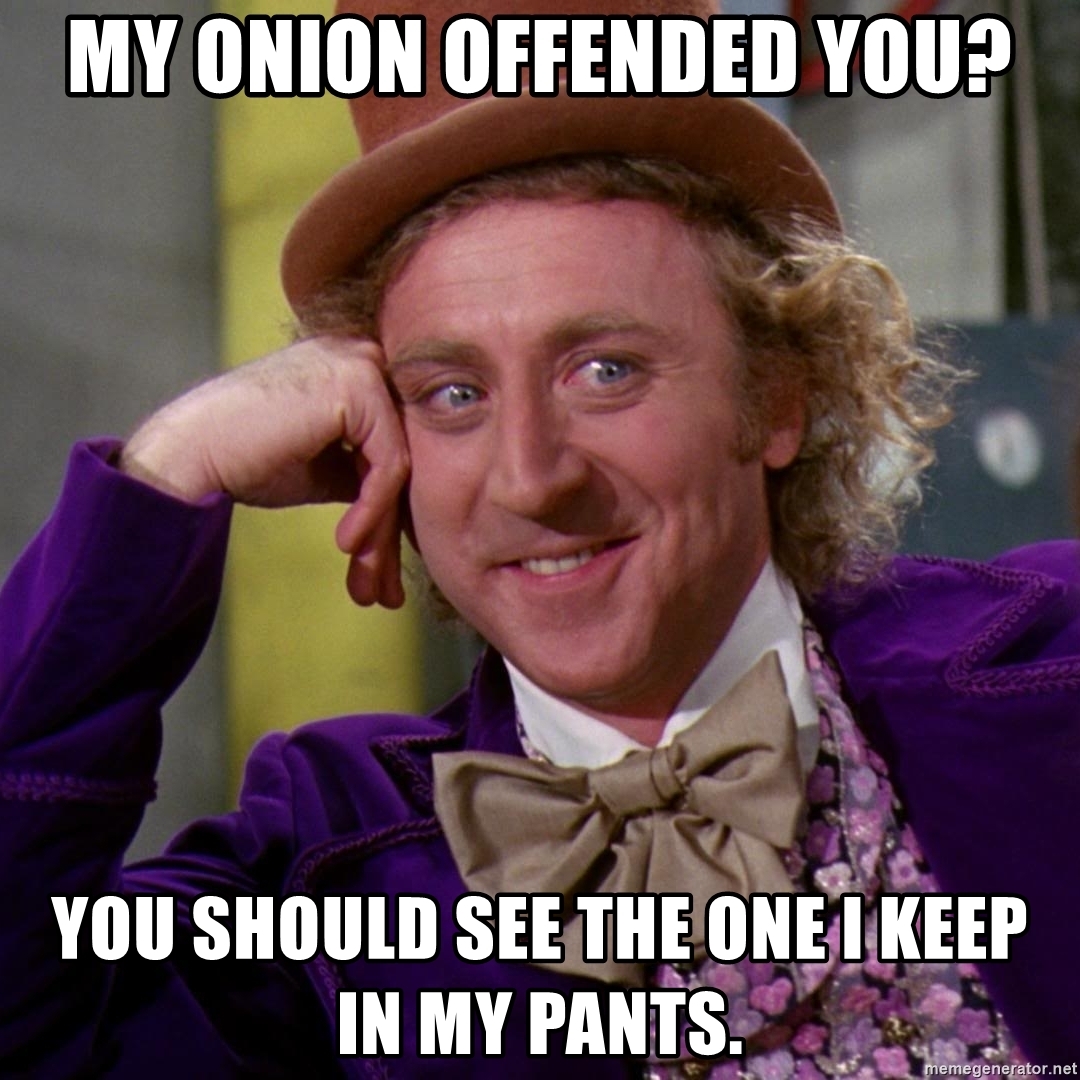 MY ONION OFFENDED YOU?
YOU SHOULD SEE THE ONE I KEEP
IN MY PANTS.
memegenerator.net